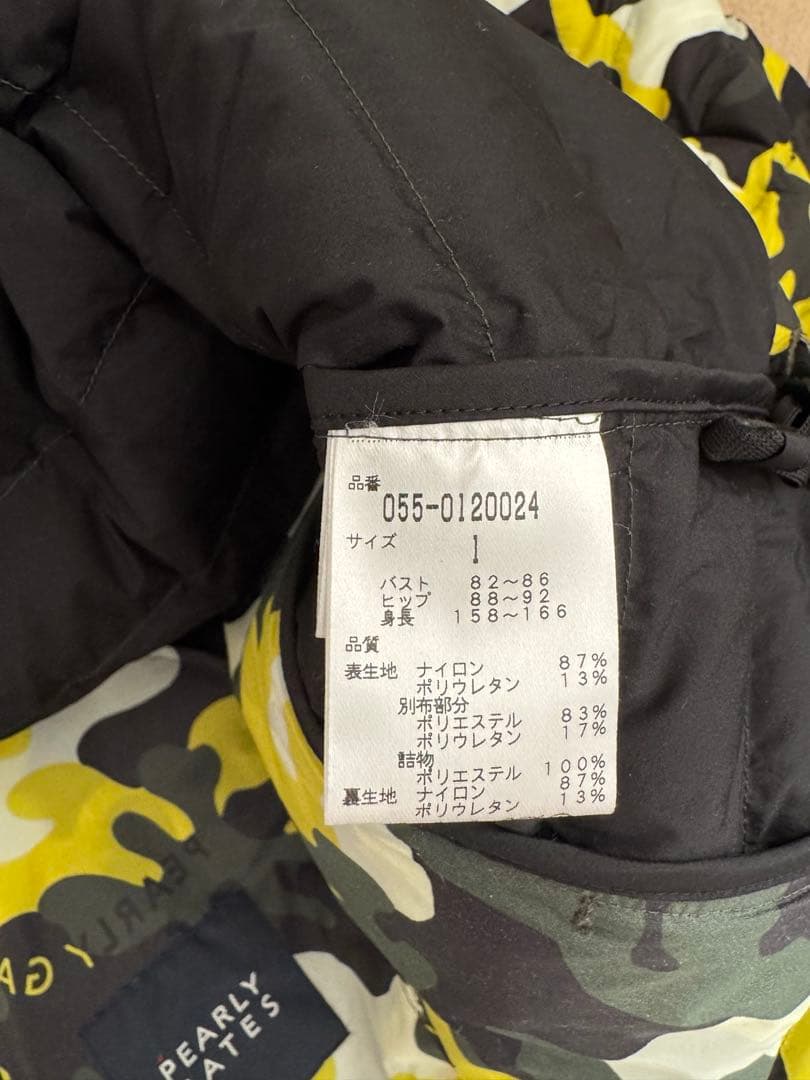 品番
055-0120024
サイズ 1
バスト 82～86
ヒップ 88～92
身長 158～166
品質
表生地 ナイロン 87%
ポリウレタン 13%
別布部分
ポリエステル 83%
ポリウレタン 17%
詰物
ポリエステル 100%
裏生地 ナイロン 87%
ポリウレタン 13%
PEARLY GA
PEARLY
GATES